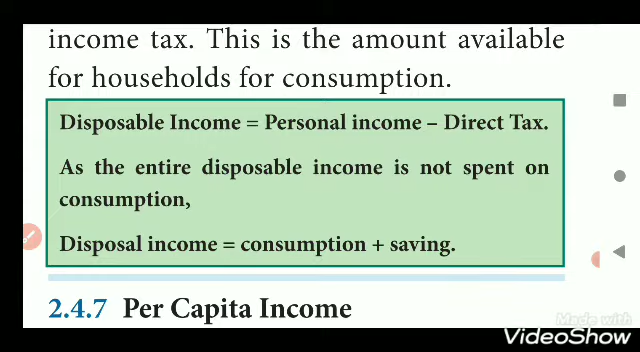 income tax. This is the amount available
for households for consumption.
Disposable Income = Personal income – Direct Tax.
As the entire disposable income is not spent on
consumption,
Disposal income = consumption + saving.
2.4.7 Per Capita Income
Made with
VideoShow